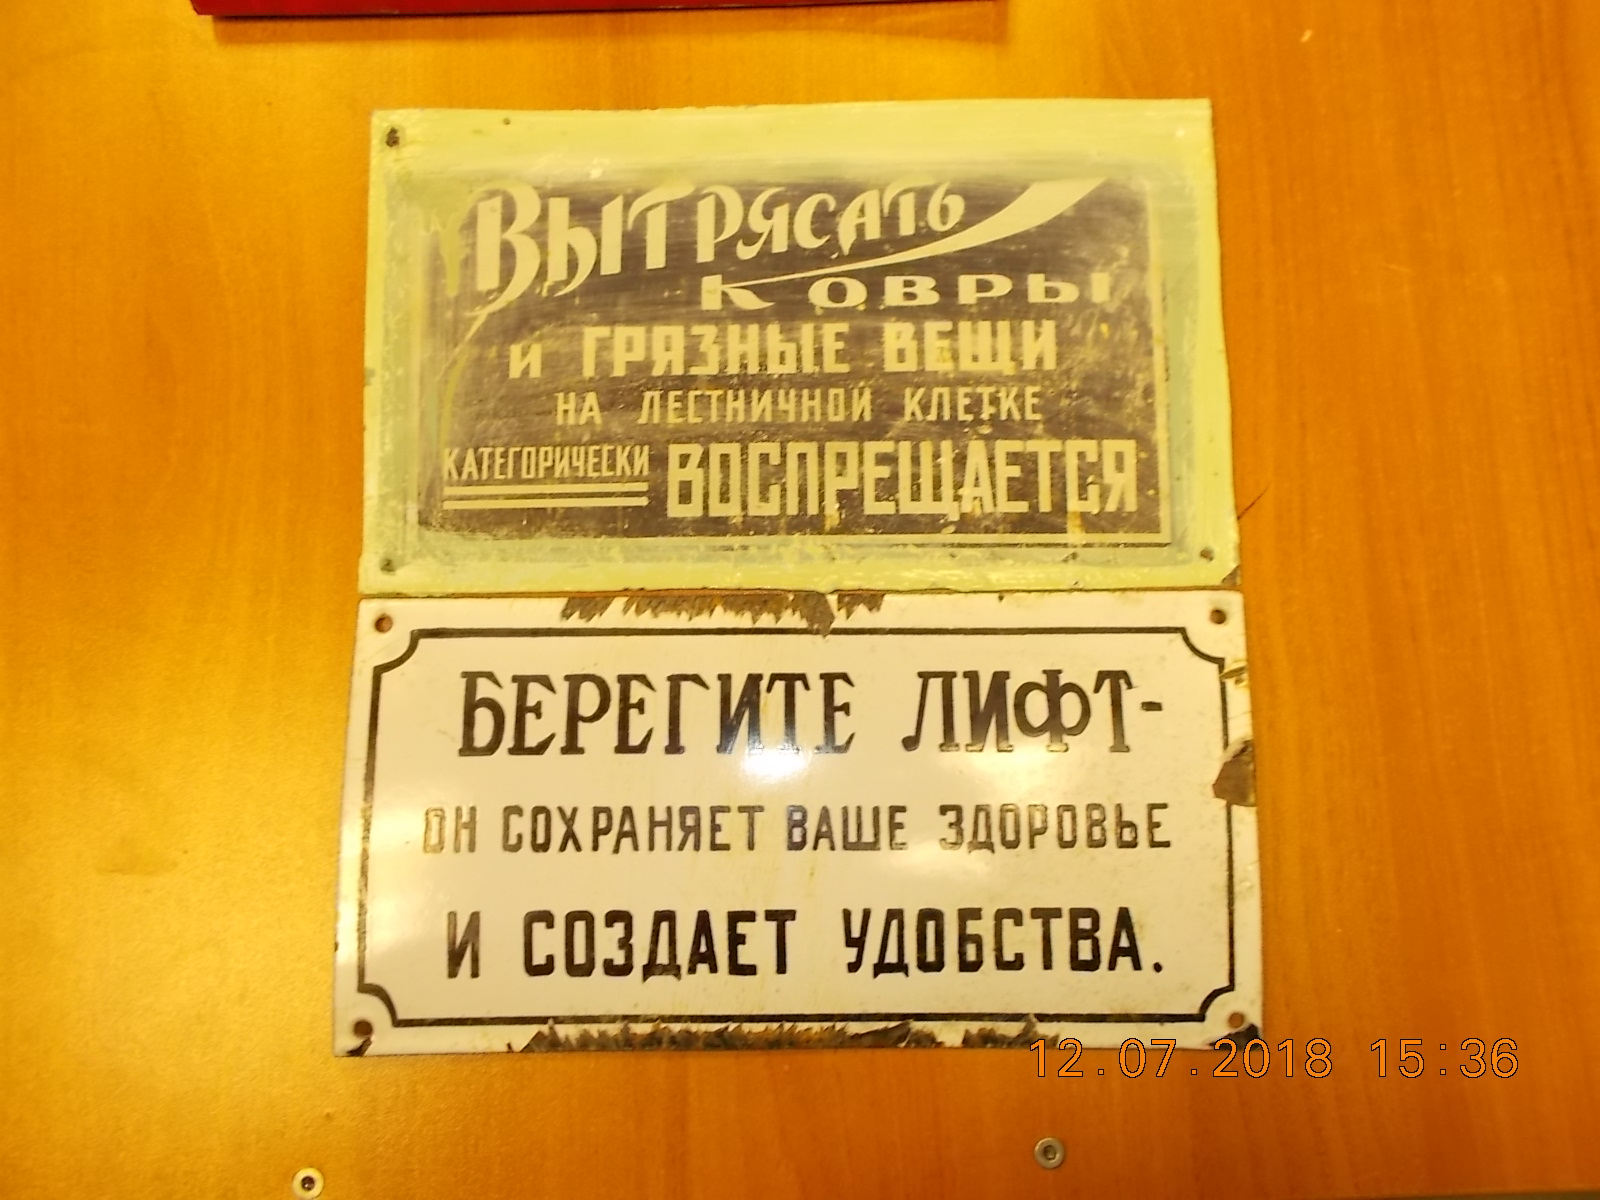 Вытрясать
ковры
и ГРЯЗНЫЕ ВЕЩИ
НА ЛЕСТНИЧНОЙ КЛЕТКЕ
КАТЕГОРИЧЕСКИ ВОСПРЕЩАЕТСЯ
БЕРЕГИТЕ ЛИФТ-
ОН СОХРАНЯЕТ ВАШЕ ЗДОРОВЬЕ
И СОЗДАЕТ УДОБСТВА.
12.07.2018 15:36